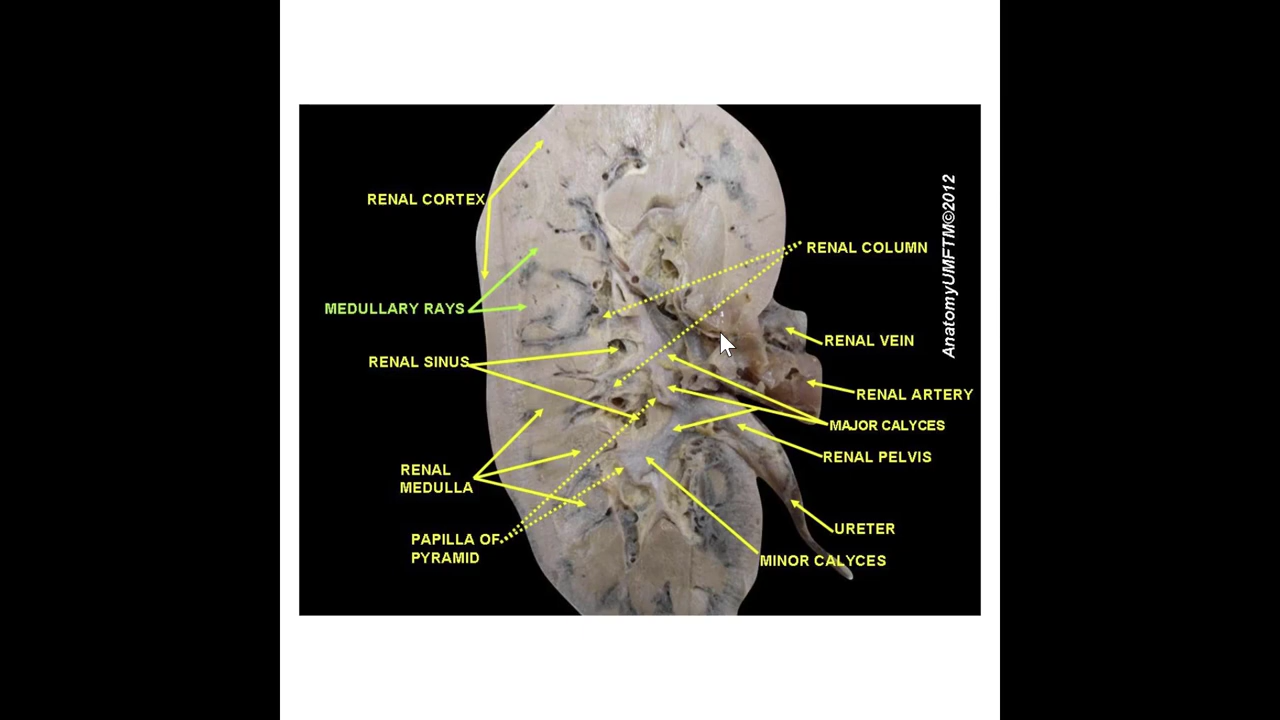 RENAL CORTEX
MEDULLARY RAYS
RENAL SINUS
RENAL
MEDULLA
PAPILLA OF
PYRAMID
RENAL COLUMN
RENAL VEIN
RENAL ARTERY
MAJOR CALYCES
RENAL PELVIS
URETER
MINOR CALYCES
AnatomyUMFTM©2012